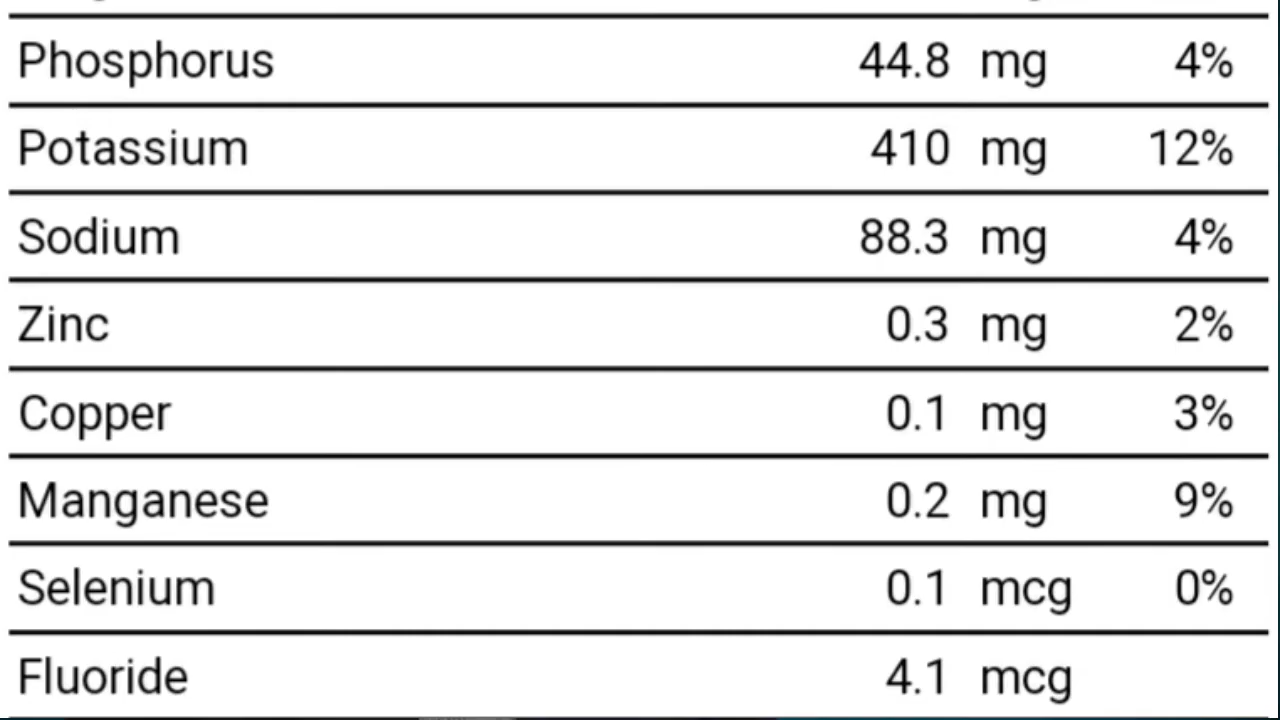 Phosphorus 44.8 mg 4%
Potassium 410 mg 12%
Sodium 88.3 mg 4%
Zinc 0.3 mg 2%
Copper 0.1 mg 3%
Manganese 0.2 mg 9%
Selenium 0.1 mcg 0%
Fluoride 4.1 mcg